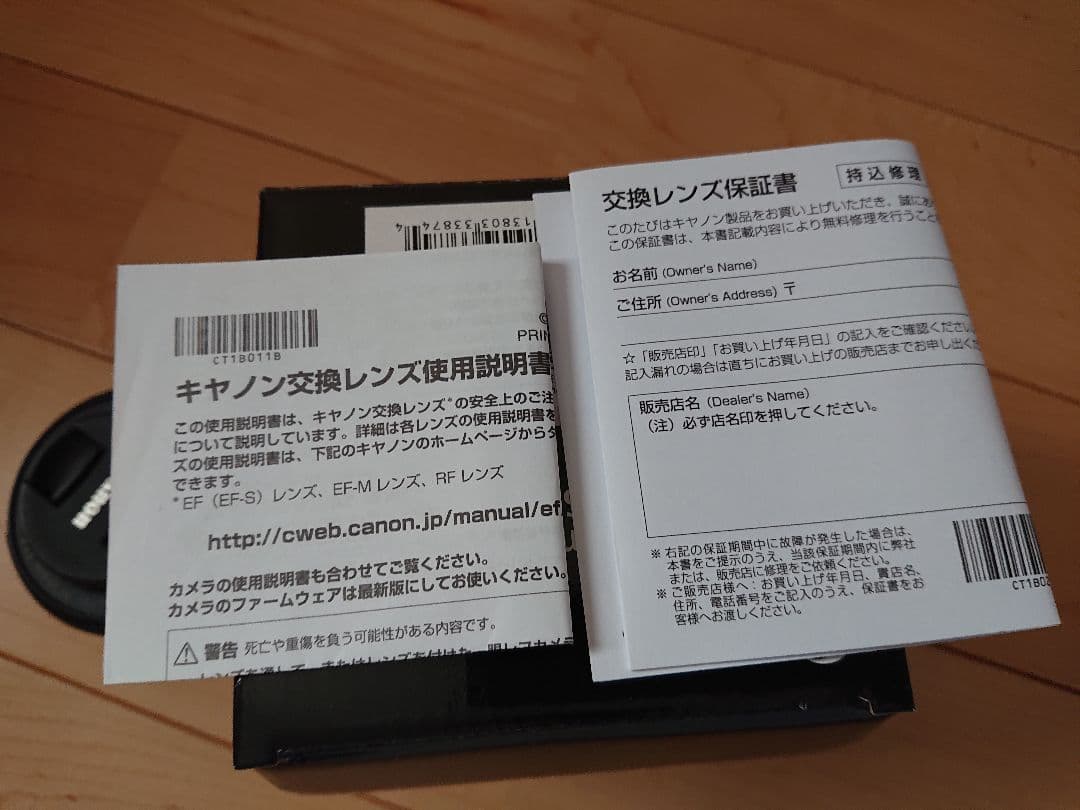 13803 33874 4
CT1B011B
キヤノン交換レンズ使用説明書
この使用説明書は、キヤノン交換レンズ*の安全上のご注
について説明しています。詳細は各レンズの使用説明書を
ズの使用説明書は、下記のキヤノンのホームページから
できます。
*EF（EF-S）レンズ、EF-M レンズ、RF レンズ
http://cweb.canon.jp/manual/ef
カメラの使用説明書も合わせてご覧ください。
カメラのファームウェアは最新版にしてお使いください。
警告 死亡や重傷を負う可能性がある内容です。
©
PRIN
交換レンズ保証書
持込修理
このたびはキヤノン製品をお買い上げいただき、誠にあ
この保証書は、本書記載内容により無料修理を行うこと
お名前 (Owner's Name)
ご住所 (Owner's Address) 〒
☆「販売店印」「お買い上げ年月日」の記入をご確認ください
記入漏れの場合は直ちにお買い上げの販売店までお申し出く
販売店名 (Dealer's Name)
（注）必ず店名印を押してください。
※ 右記の保証期間中に故障が発生した場合は、
本書をご提示のうえ、当該保証期間内に弊社
または、販売店に修理をご依頼ください。
※ ご販売店様へ：お買い上げ年月日、貴店名、
住所、電話番号をご記入のうえ、保証書をお
客様へお渡しください。
CT1B0